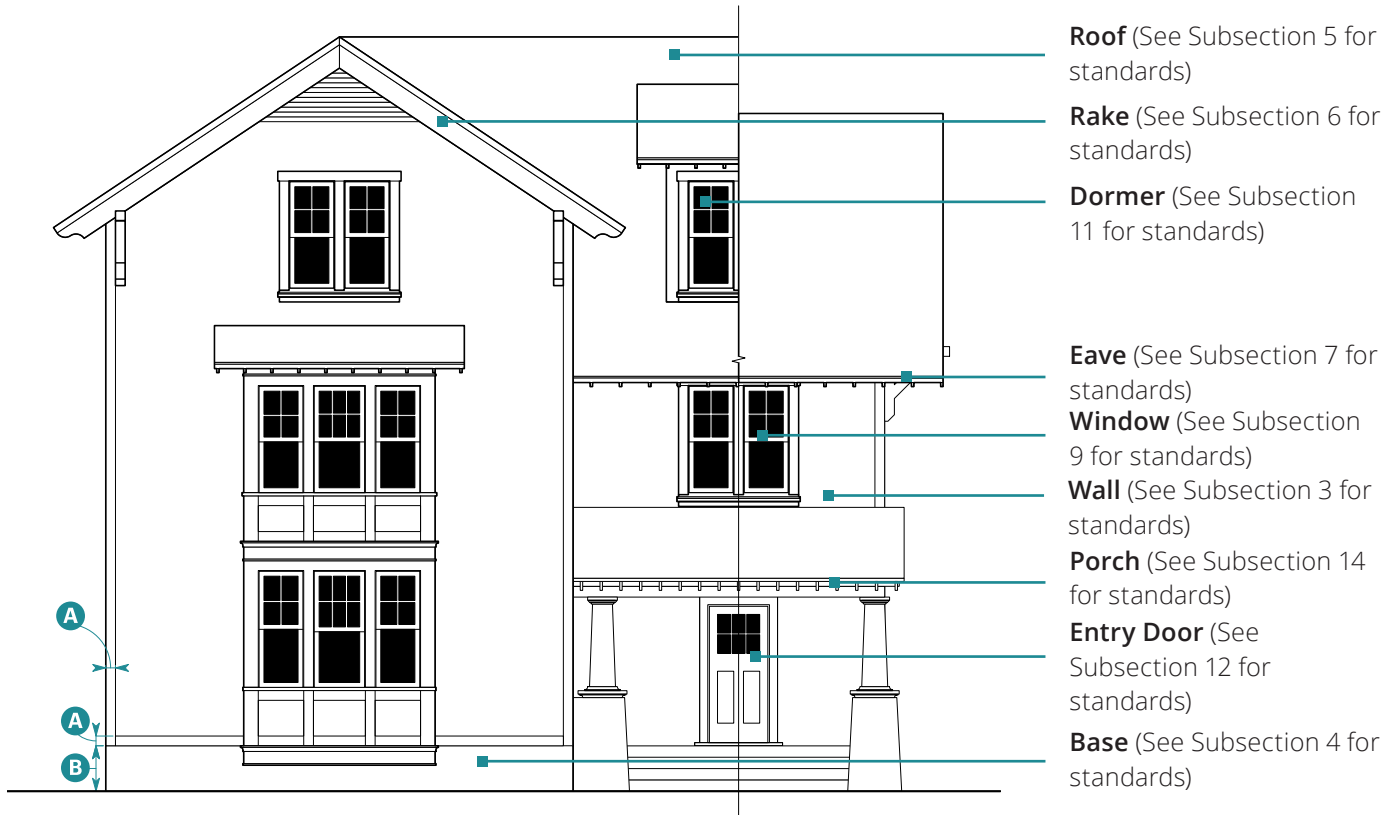 Roof (See Subsection 5 for
standards)
Rake (See Subsection 6 for
standards)
Dormer (See Subsection
11 for standards)
Eave (See Subsection 7 for
standards)
Window (See Subsection
9 for standards)
Wall (See Subsection 3 for
standards)
Porch (See Subsection 14
for standards)
Entry Door (See
Subsection 12 for
standards)
Base (See Subsection 4 for
standards)
A
A
B